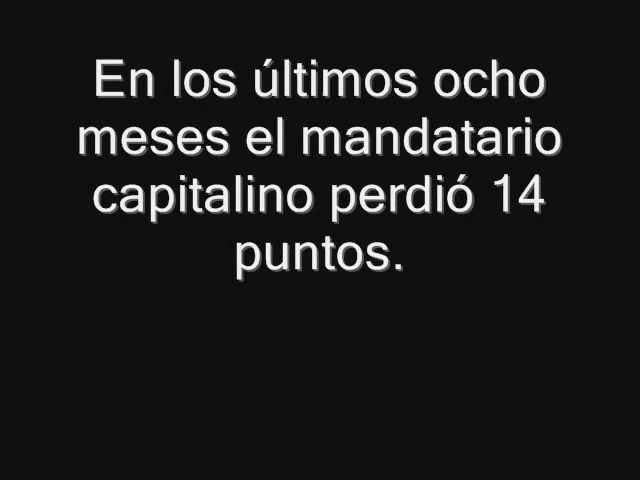 En los últimos ocho
meses el mandatario
capitalino perdió 14
puntos.